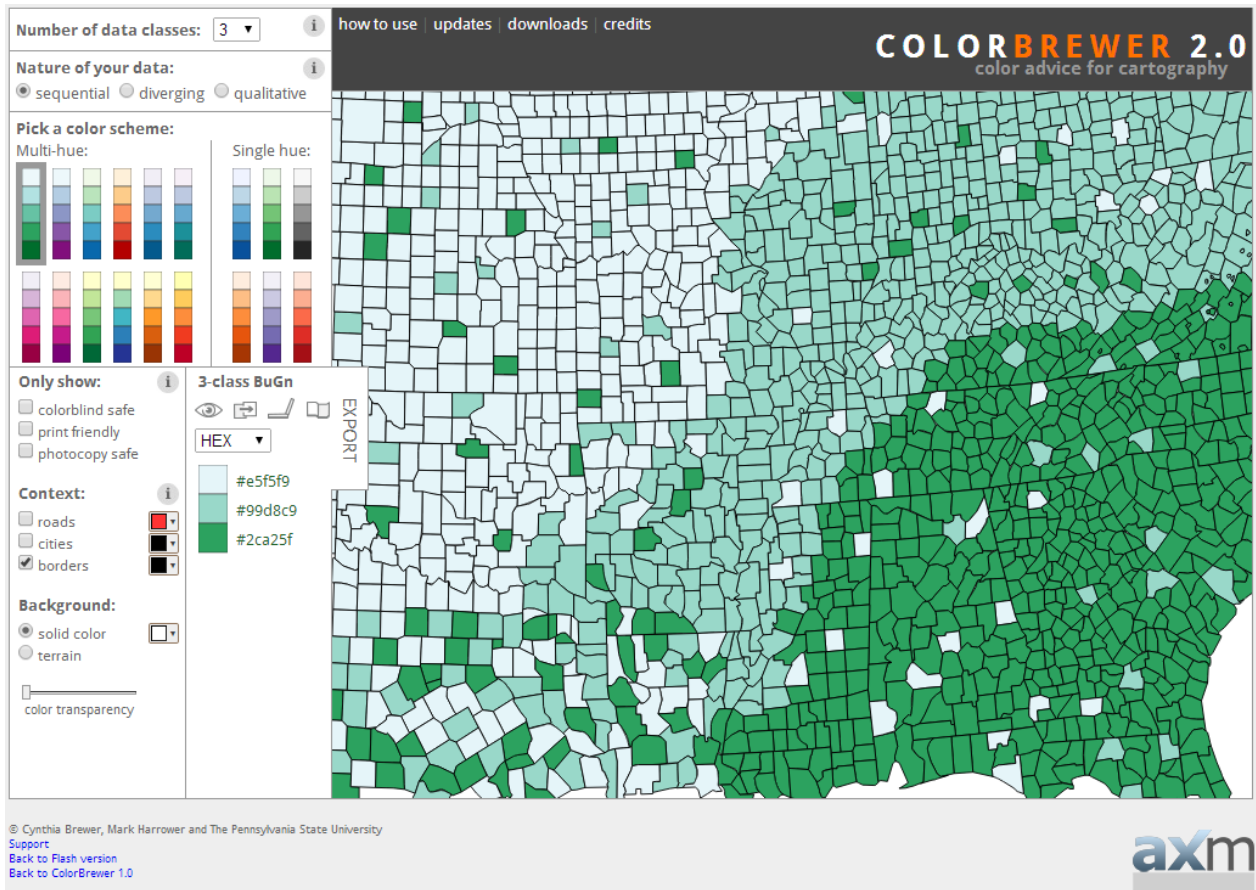 Number of data classes: 3
how to use | updates | downloads | credits
COLORBREWER 2.0
color advice for cartography
Nature of your data:
sequential diverging qualitative
Pick a color scheme:
Multi-hue: Single hue:
Only show:
colorblind safe
print friendly
photocopy safe
Context:
roads
cities
borders
Background:
solid color
terrain
color transparency
3-class BuGn
EXPORT
HEX
#e5f5f9
#99d8c9
#2ca25f
© Cynthia Brewer, Mark Harrower and The Pennsylvania State University
Support
Back to Flash version
Back to ColorBrewer 1.0
axm